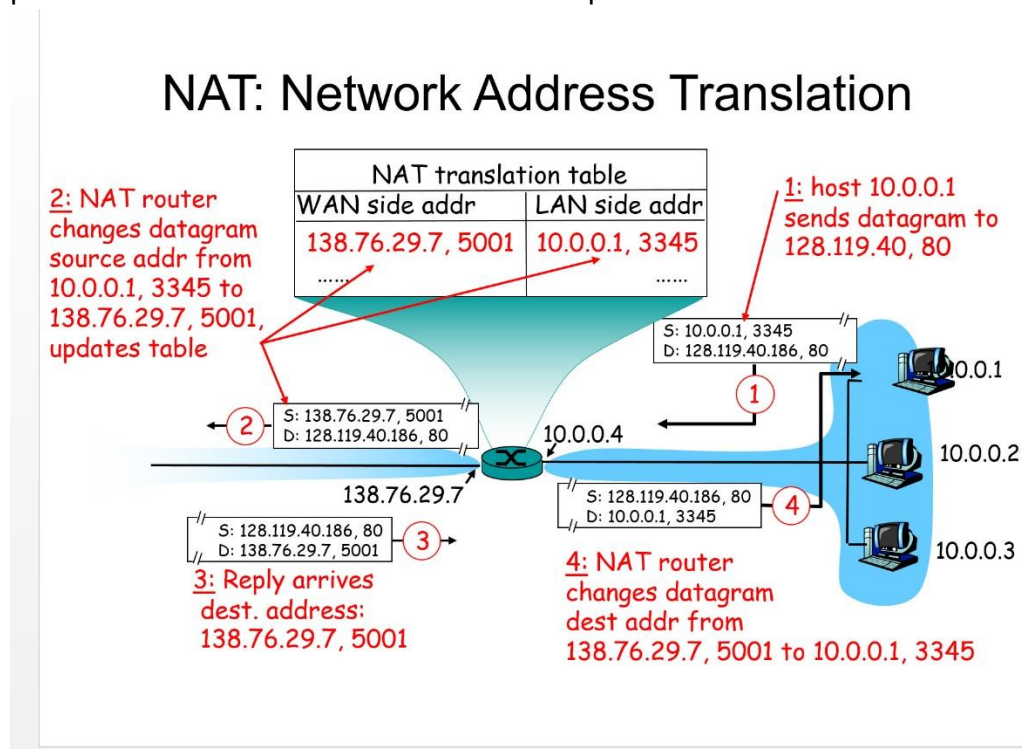 NAT: Network Address Translation
NAT translation table
WAN side addr LAN side addr
138.76.29.7, 5001 10.0.0.1, 3345
...... ......
2: NAT router
changes datagram
source addr from
10.0.0.1, 3345 to
138.76.29.7, 5001,
updates table
1: host 10.0.0.1
sends datagram to
128.119.40, 80
S: 10.0.0.1, 3345
D: 128.119.40.186, 80
1
10.0.0.1
S: 138.76.29.7, 5001
D: 128.119.40.186, 80
2
10.0.0.4
10.0.0.2
138.76.29.7
S: 128.119.40.186, 80
D: 10.0.0.1, 3345
4
S: 128.119.40.186, 80
D: 138.76.29.7, 5001
3
10.0.0.3
3: Reply arrives
dest. address:
138.76.29.7, 5001
4: NAT router
changes datagram
dest addr from
138.76.29.7, 5001 to 10.0.0.1, 3345